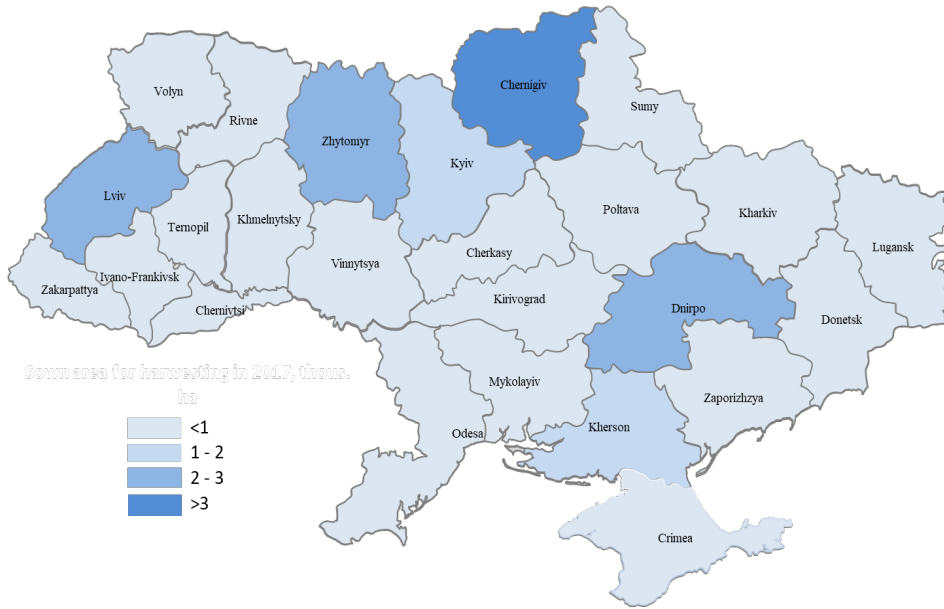 Chernigiv
Volyn
Sumy
Rivne
Zhytomyr
Kyiv
Lviv
Poltava
Kharkiv
Khmelnytsky
Ternopil
Lugansk
Cherkasy
Vinnytsya
Ivano-Frankivsk
Zakarpattya
Kirivograd
Chernivtsi
Dnirpo
Donetsk
Sown area for harwesting in 2017, thous.
ha
Mykolayiv
Zaporizhzya
<1
Kherson
Odesa
1 - 2
2 - 3
>3
Crimea